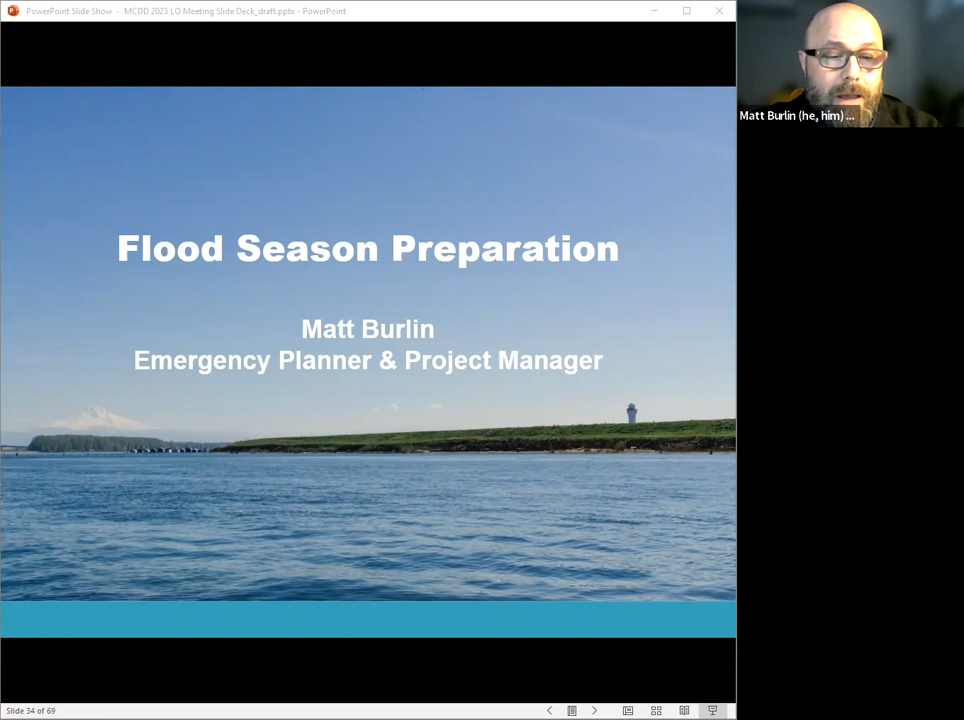 PowerPoint Slide Show - MCDD 2023 LO Meeting Slide Deck_draft.pptx - PowerPoint
Matt Burlin (he, him) ...
Flood Season Preparation
Matt Burlin
Emergency Planner & Project Manager
Slide 34 of 69